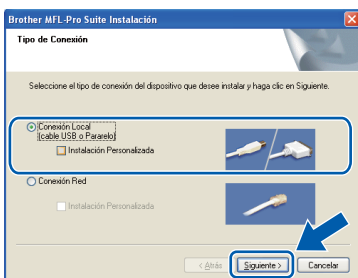 Brother MFL-Pro Suite Instalación
Tipo de Conexión
Seleccione el tipo de conexión del dispositivo que desee instalar y haga clic en Siguiente.
Conexión Local
(cable USB o Pararelo)
Instalación Personalizada
Conexión Red
Instalación Personalizada
< Atrás
Siguiente >
Cancelar